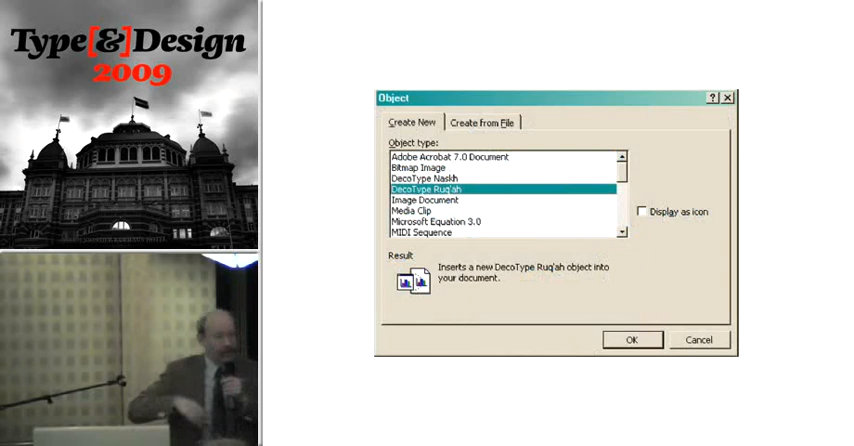 Type[&]Design
2009
Object
Create New
Create from File
Object type:
Adobe Acrobat 7.0 Document
Bitmap Image
DecoType Naskh
DecoType Ruq'ah
Image Document
Media Clip
Microsoft Equation 3.0
MIDI Sequence
Display as icon
Result
Inserts a new DecoType Ruq'ah object into
your document.
OK
Cancel